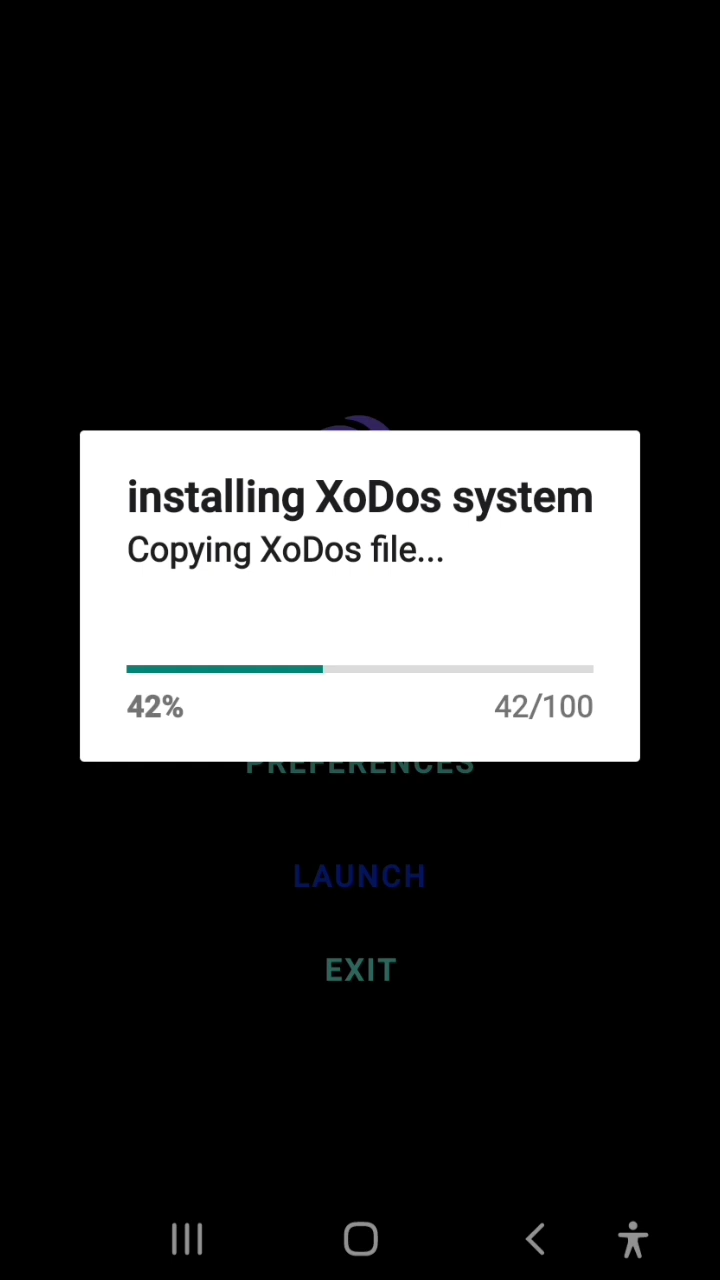 installing XoDos system
Copying XoDos file...
42%
42/100
PREFERENCES
LAUNCH
EXIT